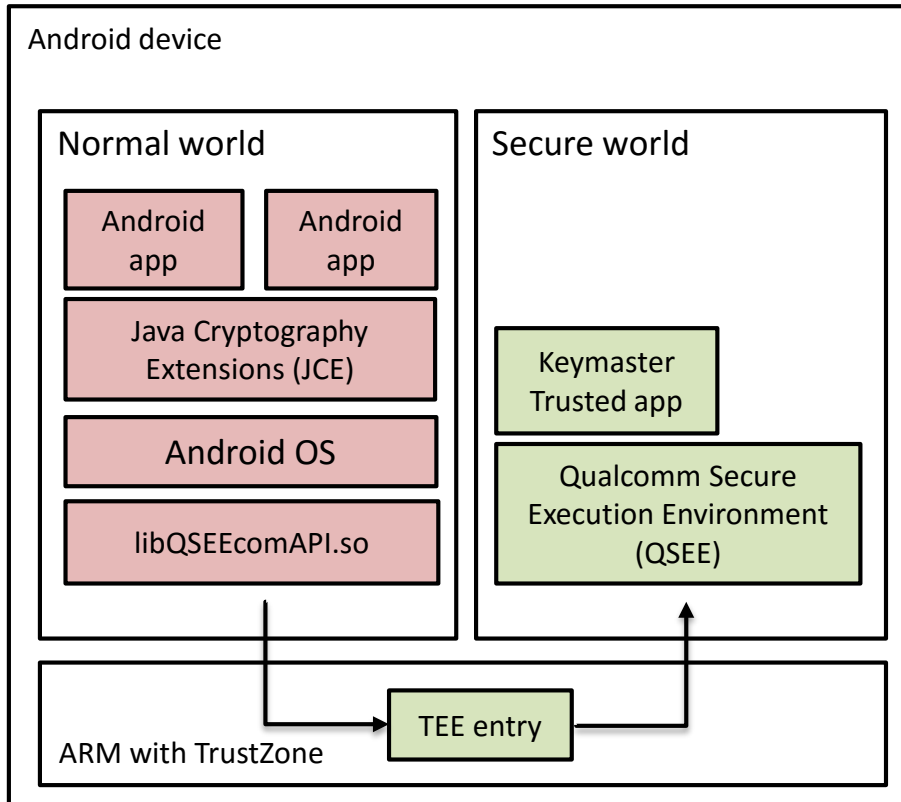 Android device
Normal world
Android
app
Android
app
Java Cryptography
Extensions (JCE)
Android OS
libQSEEcomAPI.so
Secure world
Keymaster
Trusted app
Qualcomm Secure
Execution Environment
(QSEE)
TEE entry
ARM with TrustZone